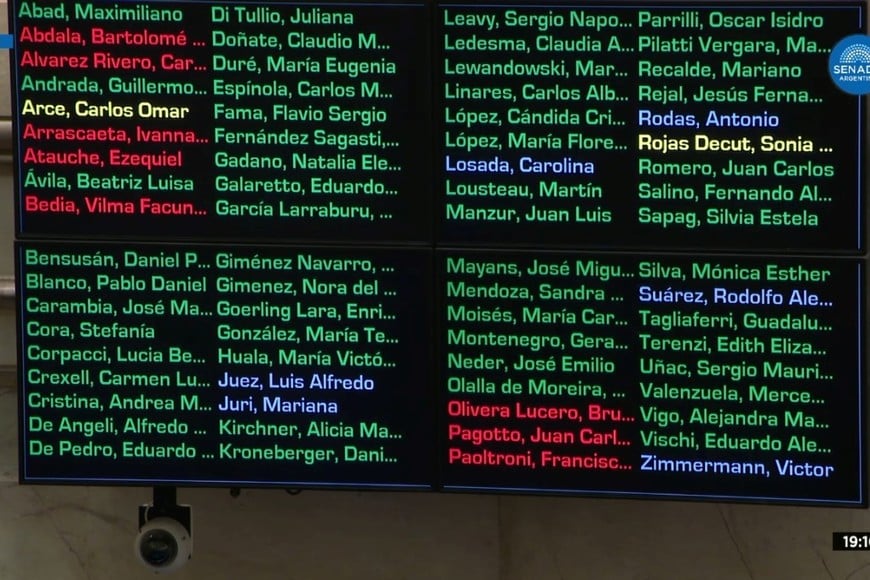 Abad, Maximiliano
Abdala, Bartolomé ...
Alvarez Rivero, Car...
Andrada, Guillermo...
Arce, Carlos Omar
Arrascaeta, Ivanna...
Atauche, Ezequiel
Ávila, Beatriz Luisa
Bedia, Vilma Facun...
Di Tullio, Juliana
Doñate, Claudio M...
Duré, María Eugenia
Espínola, Carlos M...
Fama, Flavio Sergio
Fernández Sagasti,...
Gadano, Natalia Ele...
Galaretto, Eduardo...
García Larraburu, ...
Leavy, Sergio Napo...
Ledesma, Claudia A...
Lewandowski, Mar...
Linares, Carlos Alb...
López, Cándida Cri...
López, María Flore...
Losada, Carolina
Lousteau, Martín
Manzur, Juan Luis
Parrilli, Oscar Isidro
Pilatti Vergara, Ma...
Recalde, Mariano
Rejal, Jesús Ferna...
Rodas, Antonio
Rojas Decut, Sonia ...
Romero, Juan Carlos
Salino, Fernando Al...
Sapag, Silvia Estela
SENAD
ARGENTIN
Bensusán, Daniel P...
Blanco, Pablo Daniel
Carambia, José Ma...
Cora, Stefanía
Corpacci, Lucia Be...
Crexell, Carmen Lu...
Cristina, Andrea M...
De Angeli, Alfredo ...
De Pedro, Eduardo ...
Giménez Navarro, ...
Gimenez, Nora del ...
Goerling Lara, Enri...
González, María Te...
Huala, María Victó...
Juez, Luis Alfredo
Juri, Mariana
Kirchner, Alicia Ma...
Kroneberger, Dani...
Mayans, José Migu...
Mendoza, Sandra ...
Moisés, María Car...
Montenegro, Gera...
Neder, José Emilio
Olalla de Moreira, ...
Olivera Lucero, Bru...
Pagotto, Juan Carl...
Paoltroni, Francisc...
Silva, Mónica Esther
Suárez, Rodolfo Ale...
Tagliaferri, Guadalu...
Terenzi, Edith Eliza...
Uñac, Sergio Mauri...
Valenzuela, Merce...
Vigo, Alejandra Ma...
Vischi, Eduardo Ale...
Zimmermann, Victor